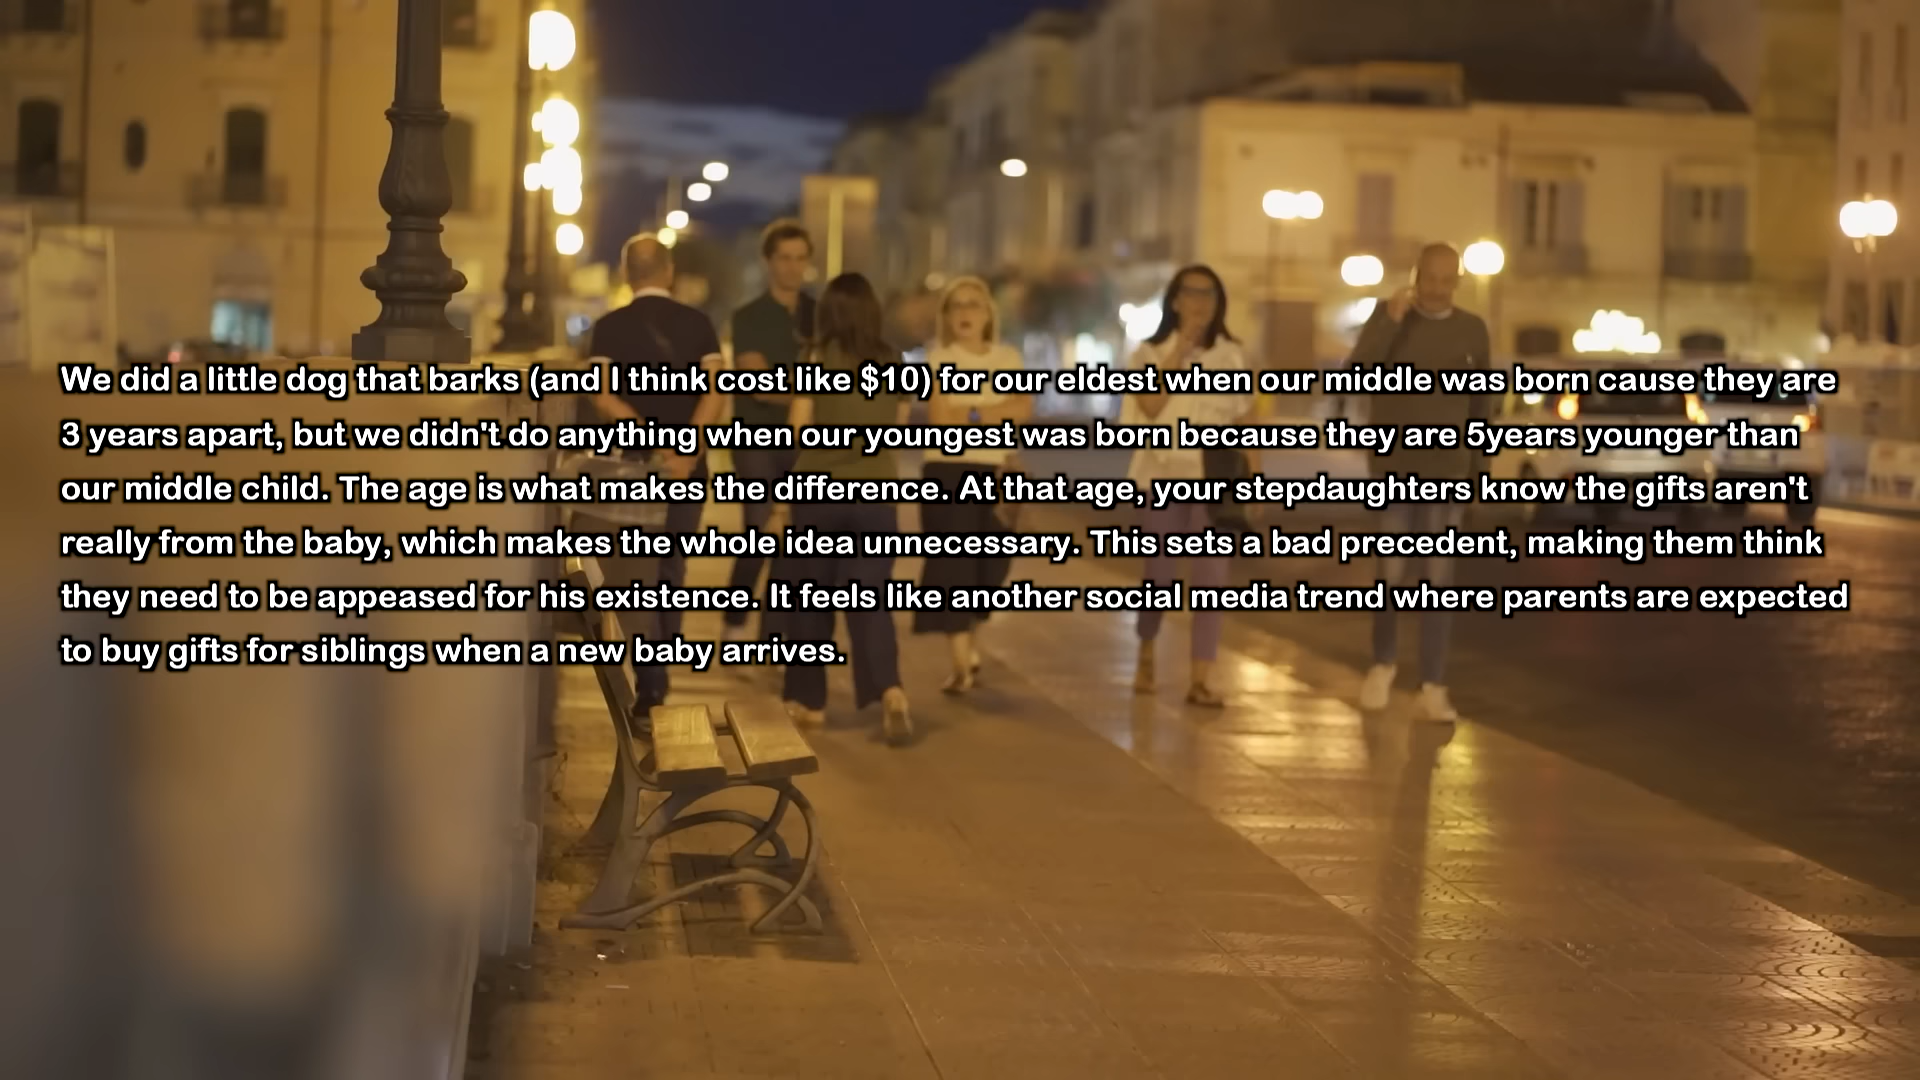 We did a little dog that barks (and I think cost like $10) for our eldest when our middle was born cause they are
3 years apart, but we didn't do anything when our youngest was born because they are 5years younger than
our middle child. The age is what makes the difference. At that age, your stepdaughters know the gifts aren't
really from the baby, which makes the whole idea unnecessary. This sets a bad precedent, making them think
they need to be appeased for his existence. It feels like another social media trend where parents are expected
to buy gifts for siblings when a new baby arrives.